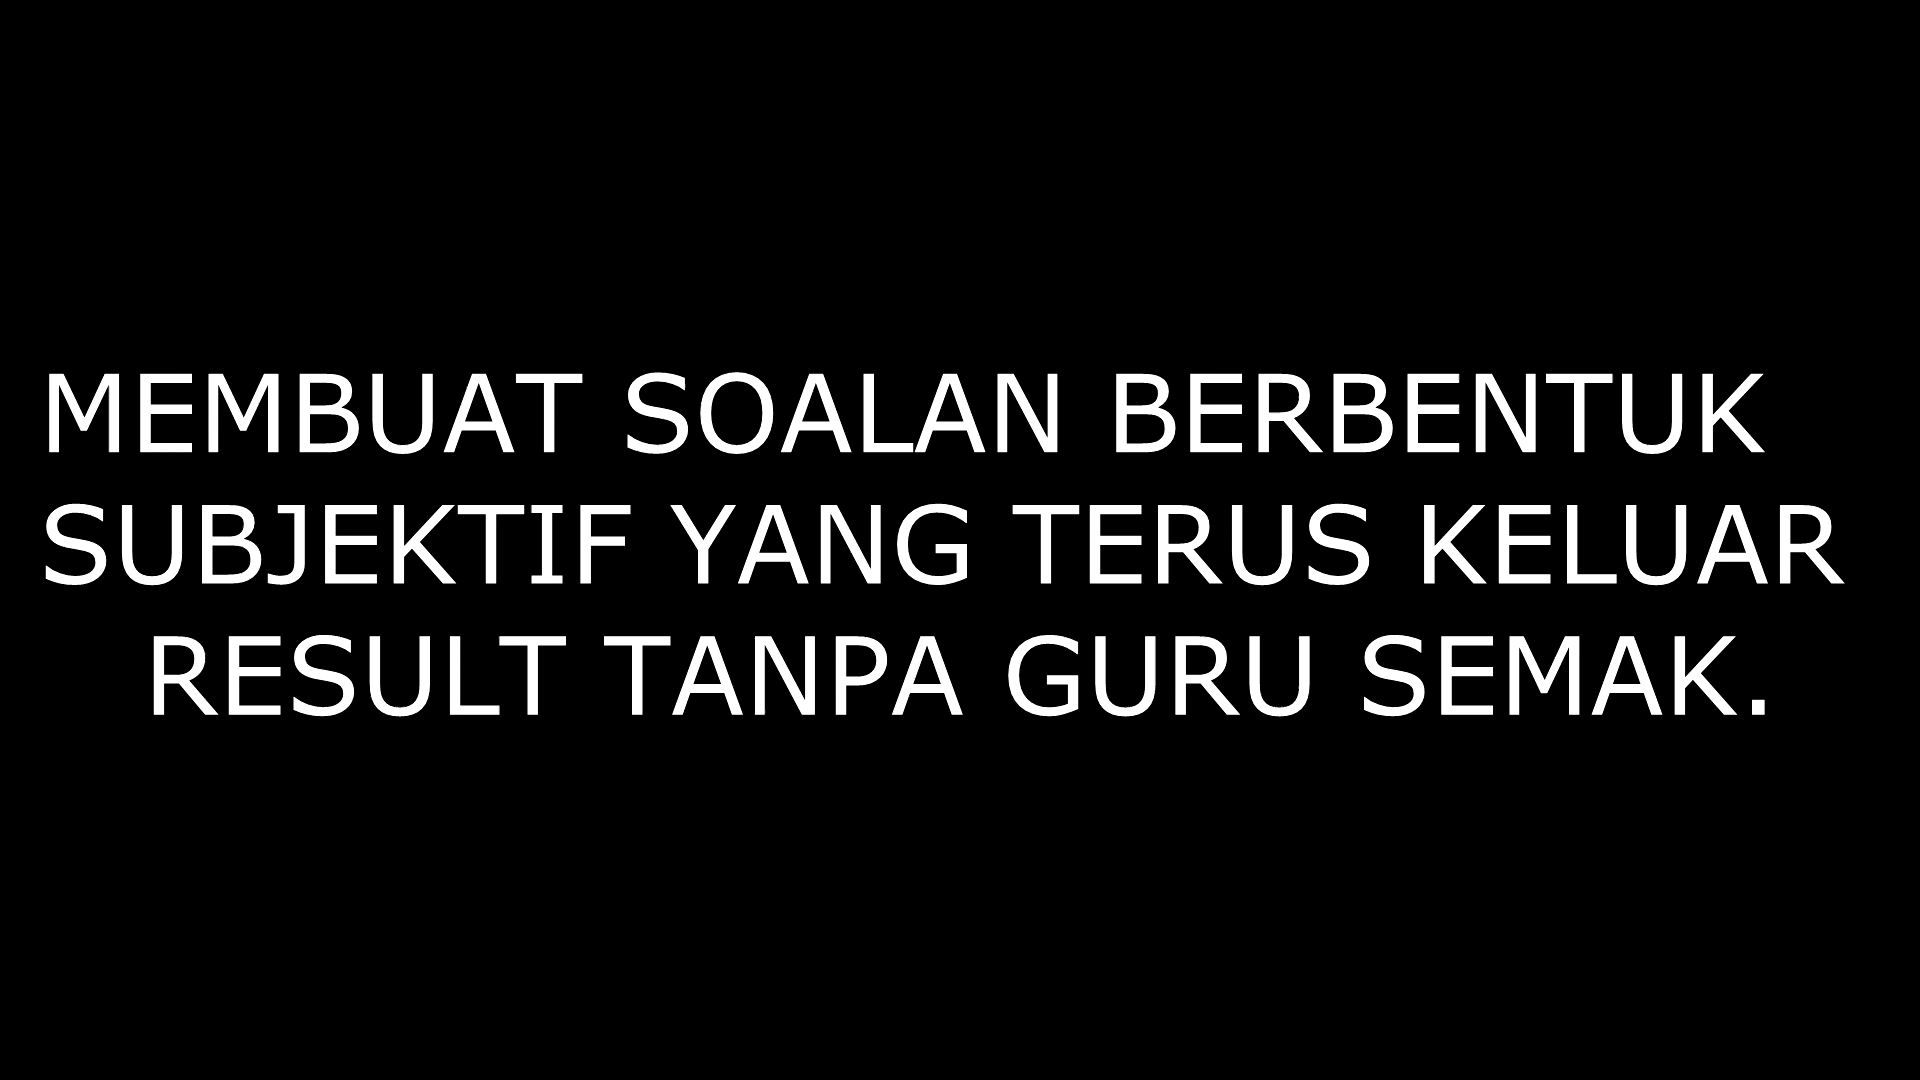 MEMBUAT SOALAN BERBENTUK
SUBJEKTIF YANG TERUS KELUAR
RESULT TANPA GURU SEMAK.